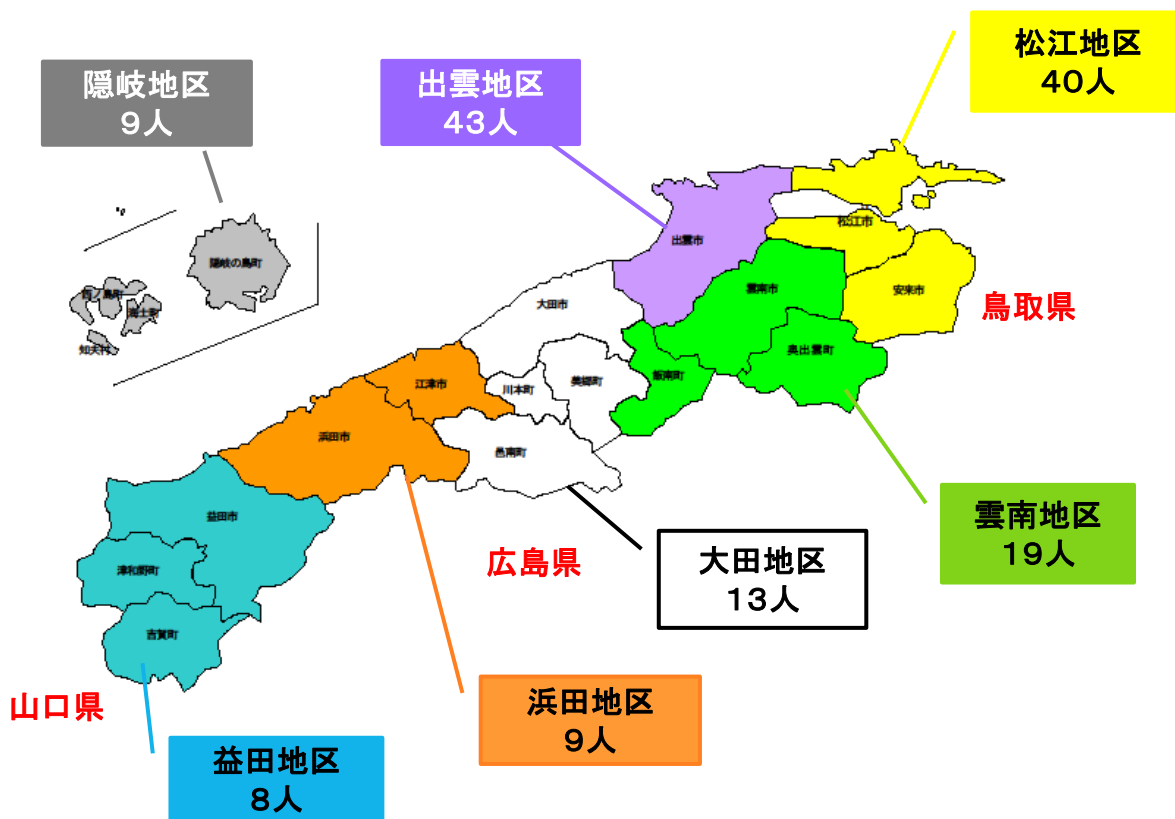 松江地区
40人
隠岐地区
9人
出雲地区
43人
松江市
出雲市
隠岐の島町
雲南市
安来市
西ノ島町
海士町
知夫村
大田市
鳥取県
奥出雲町
飯南町
美郷町
川本町
江津市
浜田市
邑南町
益田市
雲南地区
19人
広島県
大田地区
13人
津和野町
吉賀町
山口県
浜田地区
9人
益田地区
8人